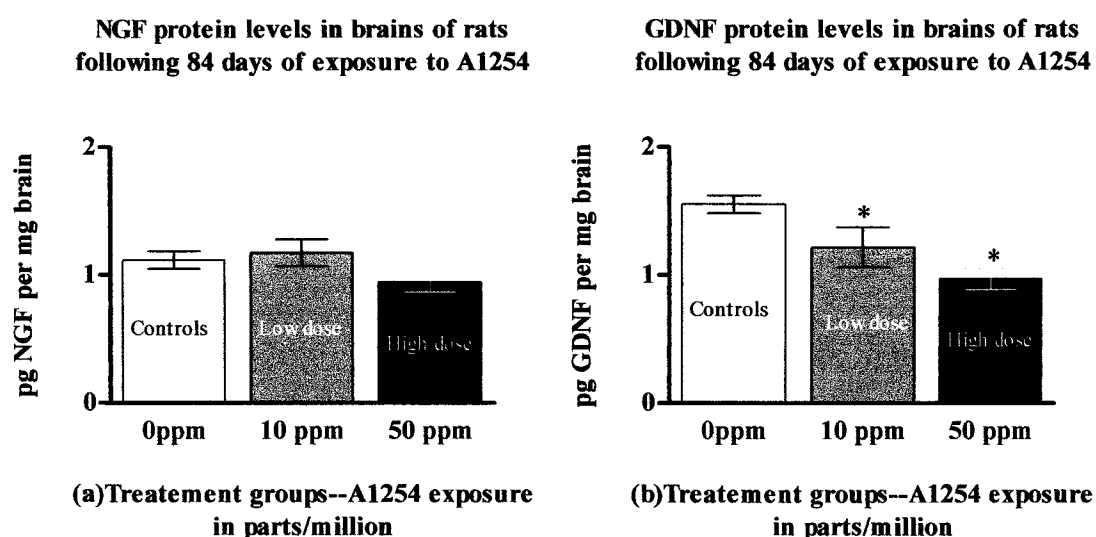 NGF protein levels in brains of rats
following 84 days of exposure to A1254
pg NGF per mg brain
2
1
0
Controls
Low dose
High dose
0ppm
10 ppm
50 ppm
(a)Treatement groups--A1254 exposure
in parts/million
GDNF protein levels in brains of rats
following 84 days of exposure to A1254
pg GDNF per mg brain
2
1
0
Controls
*
Low dose
*
High dose
0ppm
10 ppm
50 ppm
(b)Treatement groups--A1254 exposure
in parts/million